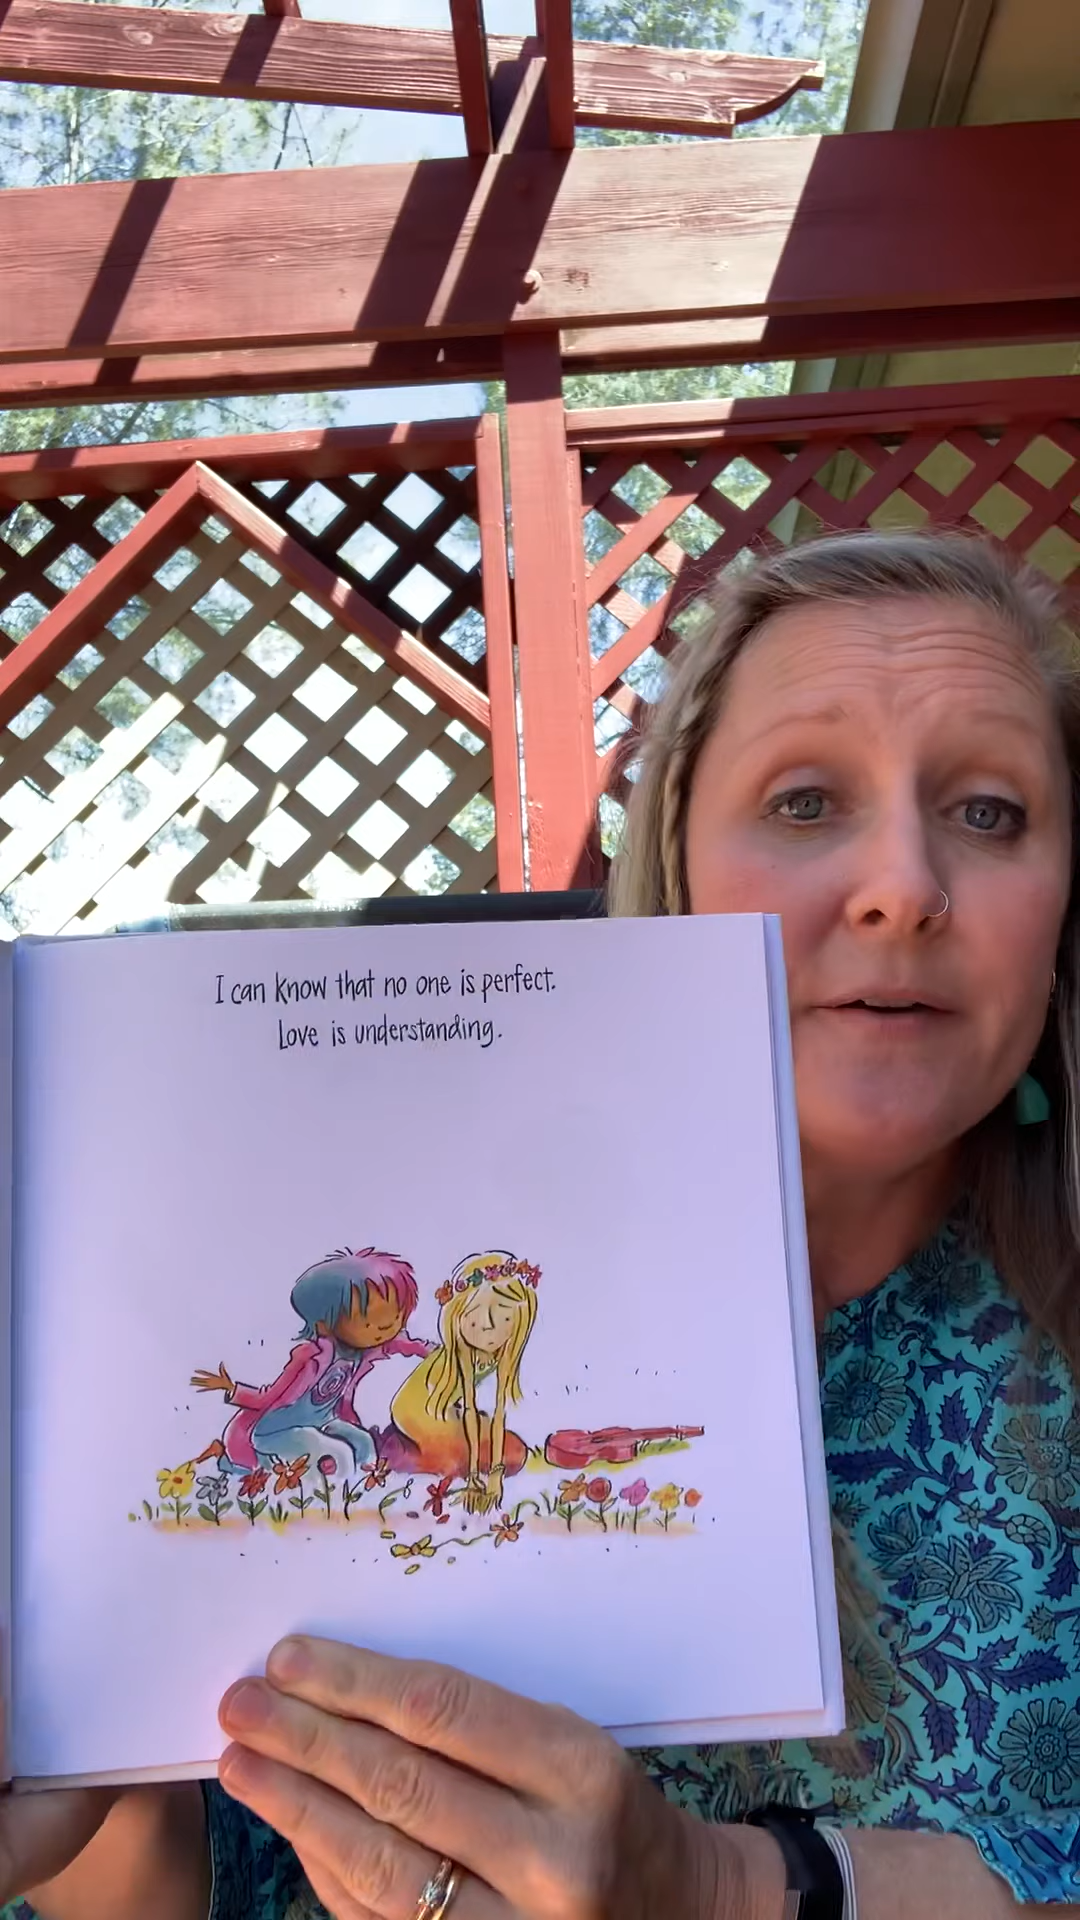 I can know that no one is perfect.
Love is understanding.